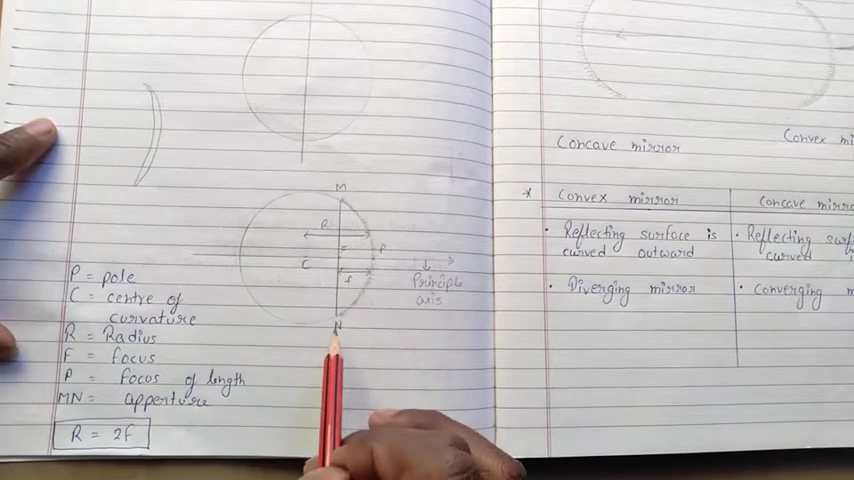 M
R
F
P
C
f
Principle
axis
N
P = pole
C = centre of
curvature
R = Radius
F = focus
P = focus of length
MN = apperture
R = 2F
Concave mirror
Convex mi
* Convex mirror
Concave mirro
• Reflecting surface is
curved outward
• Reflecting surf
curved i
• Diverging mirror
• Converging m